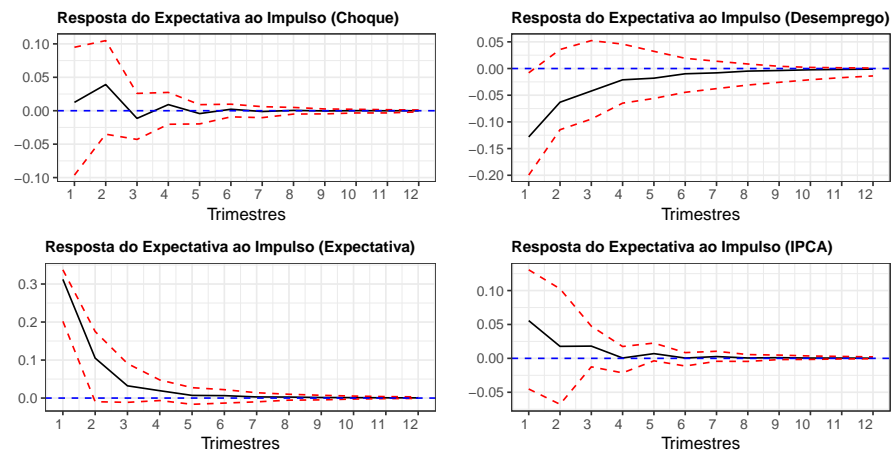 Resposta do Expectativa ao Impulso (Choque)
0.10
0.05
0.00
−0.05
−0.10
1 2 3 4 5 6 7 8 9 10 11 12
Trimestres
Resposta do Expectativa ao Impulso (Desemprego)
0.05
0.00
−0.05
−0.10
−0.15
−0.20
1 2 3 4 5 6 7 8 9 10 11 12
Trimestres
Resposta do Expectativa ao Impulso (Expectativa)
0.3
0.2
0.1
0.0
1 2 3 4 5 6 7 8 9 10 11 12
Trimestres
Resposta do Expectativa ao Impulso (IPCA)
0.10
0.05
0.00
−0.05
1 2 3 4 5 6 7 8 9 10 11 12
Trimestres